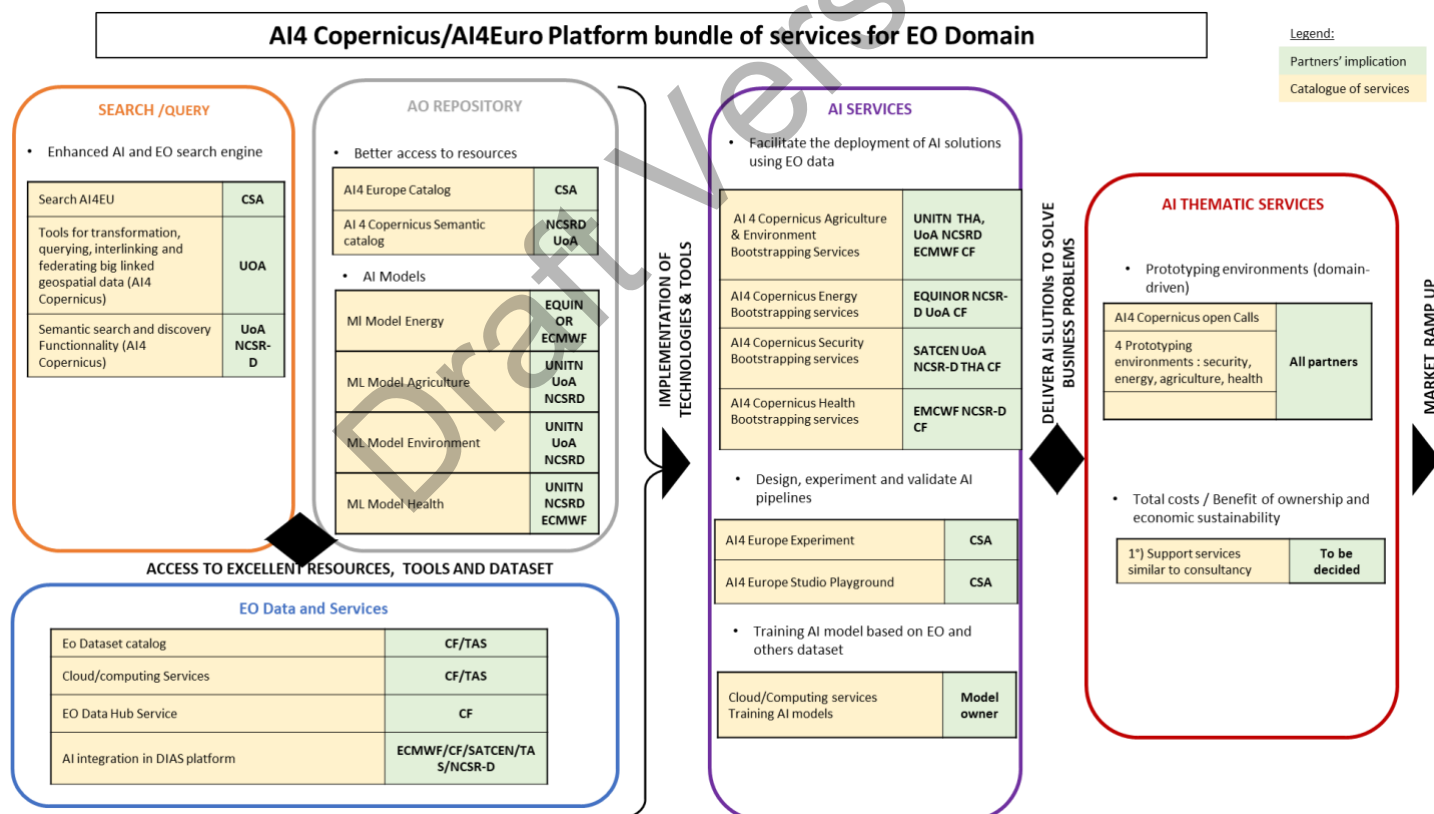 AI4 Copernicus/AI4Euro Platform bundle of services for EO Domain
Legend:
Partners' implication
Catalogue of services
SEARCH /QUERY
• Enhanced AI and EO search engine
Search AI4EU
CSA
Tools for transformation,
querying, interlinking and
federating big linked
geospatial data (AI4
Copernicus)
UOA
Semantic search and discovery
Functionnality (AI4
Copernicus)
UoA
NCSR-
D
AO REPOSITORY
• Better access to resources
AI4 Europe Catalog
CSA
AI 4 Copernicus Semantic
catalog
NCSRD
UoA
• AI Models
Ml Model Energy
EQUIN
OR
ECMWF
ML Model Agriculture
UNITN
UoA
NCSRD
ML Model Environment
UNITN
UoA
NCSRD
ML Model Health
UNITN
NCSRD
ECMWF
ACCESS TO EXCELLENT RESOURCES, TOOLS AND DATASET
EO Data and Services
Eo Dataset catalog
CF/TAS
Cloud/computing Services
CF/TAS
EO Data Hub Service
CF
AI integration in DIAS platform
ECMWF/CF/SATCEN/TA
S/NCSR-D
IMPLEMENTATION OF
TECHNOLOGIES & TOOLS
AI SERVICES
• Facilitate the deployment of AI solutions
using EO data
AI 4 Copernicus Agriculture
& Environment
Bootstrapping Services
UNITN THA,
UoA NCSRD
ECMWF CF
AI4 Copernicus Energy
Bootstrapping services
EQUINOR NCSR-
D UoA CF
AI4 Copernicus Security
Bootstrapping services
SATCEN UoA
NCSR-D THA CF
AI4 Copernicus Health
Bootstrapping services
EMCWF NCSR-D
CF
• Design, experiment and validate AI
pipelines
AI4 Europe Experiment
CSA
AI4 Europe Studio Playground
CSA
• Training AI model based on EO and
others dataset
Cloud/Computing services
Training AI models
Model
owner
DELIVER AI SLUTIONs TO SOLVE
BUSINESS PROBLEMS
AI THEMATIC SERVICES
• Prototyping environments (domain-
driven)
AI4 Copernicus open Calls
4 Prototyping
environments : security,
energy, agriculture, health
All partners
• Total costs / Benefit of ownership and
economic sustainability
1°) Support services
similar to consultancy
To be
decided
MARKET RAMP UP
Draft Vers